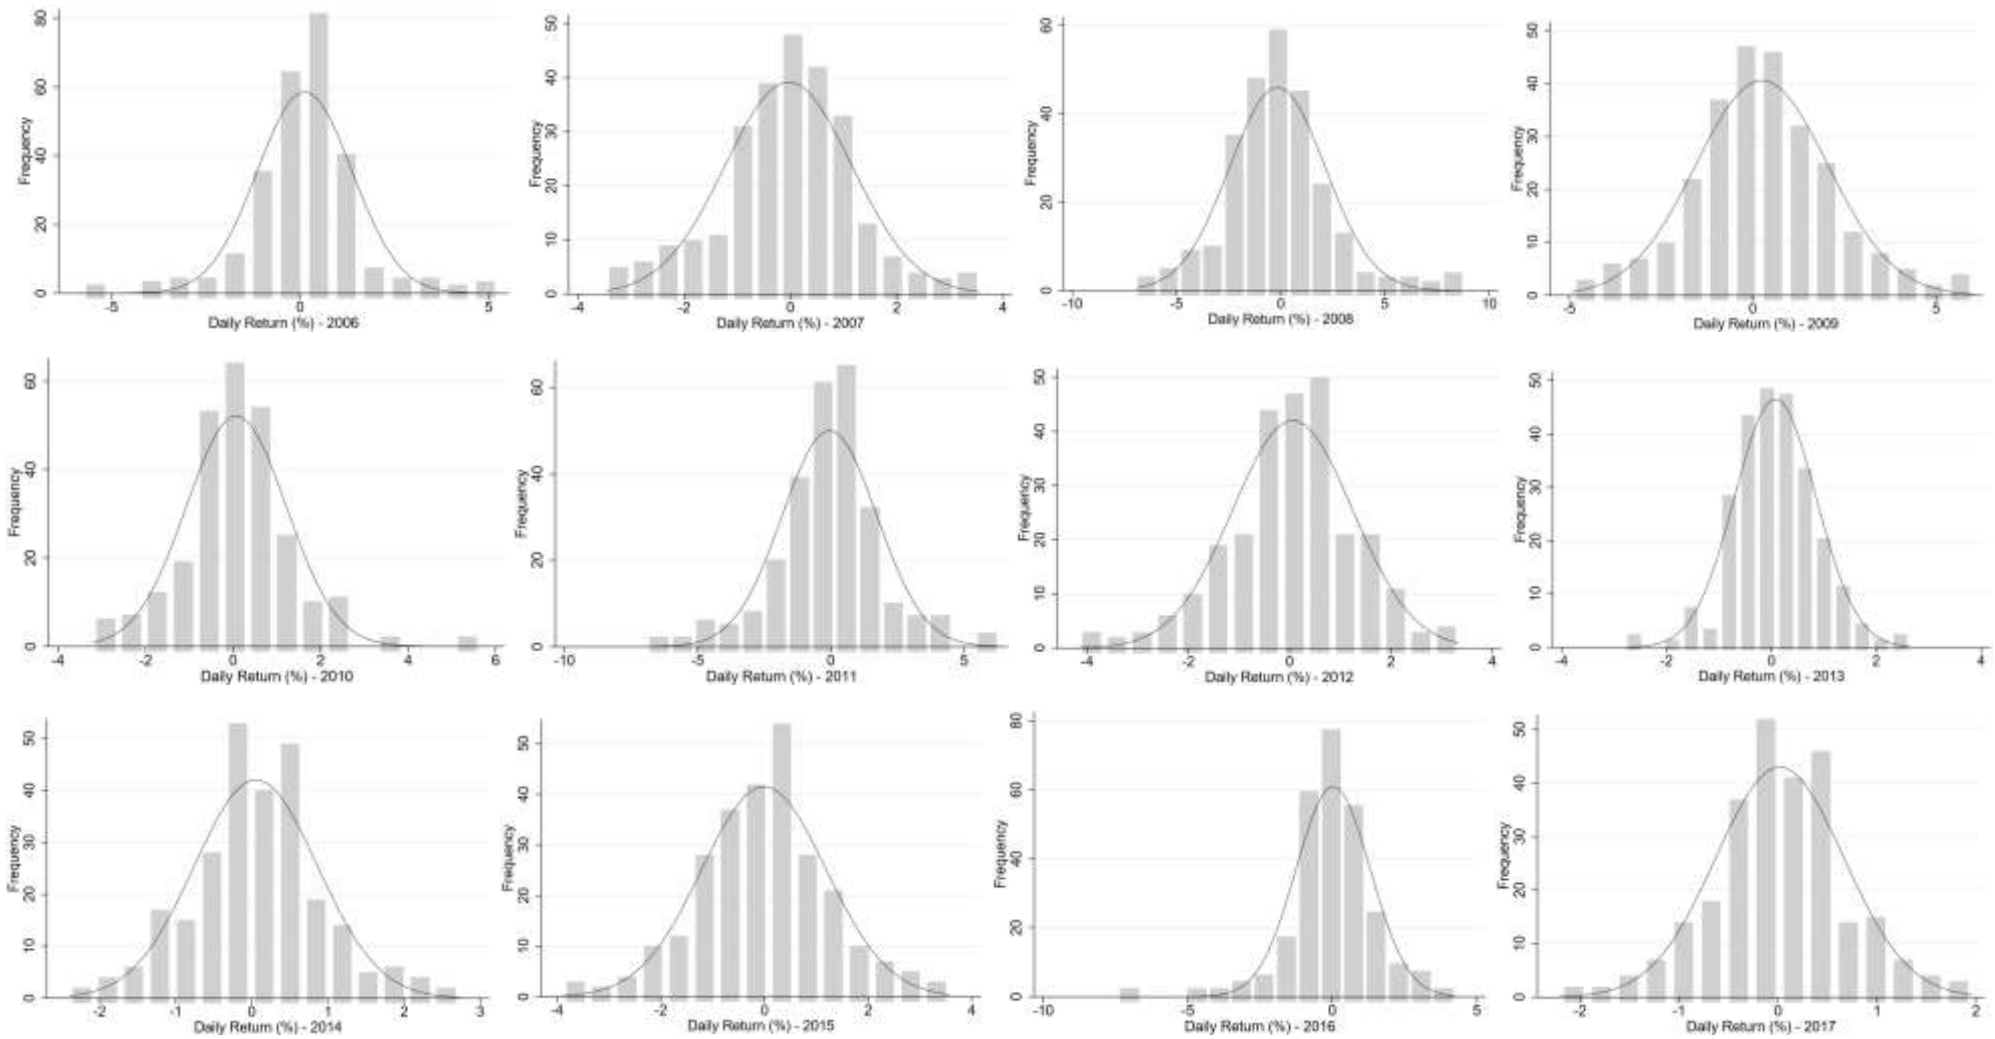 80
60
40
20
0
Frequency
-5 0 5
Daily Return (%) - 2006
50
40
30
20
10
0
Frequency
-4 -2 0 2 4
Daily Return (%) - 2007
60
40
20
0
Frequency
-10 -5 0 5 10
Daily Return (%) - 2008
50
40
30
20
10
0
Frequency
-5 0 5
Daily Return (%) - 2009
60
40
20
0
Frequency
-4 -2 0 2 4 6
Daily Return (%) - 2010
60
40
20
0
Frequency
-10 -5 0 5
Daily Return (%) - 2011
50
40
30
20
10
0
Frequency
-4 -2 0 2 4
Daily Return (%) - 2012
50
40
30
20
10
0
Frequency
-4 -2 0 2 4
Daily Return (%) - 2013
50
40
30
20
10
0
Frequency
-2 -1 0 1 2 3
Daily Return (%) - 2014
50
40
30
20
10
0
Frequency
-4 -2 0 2 4
Daily Return (%) - 2015
80
60
40
20
0
Frequency
-10 -5 0 5
Daily Return (%) - 2016
50
40
30
20
10
0
Frequency
-2 -1 0 1 2
Daily Return (%) - 2017